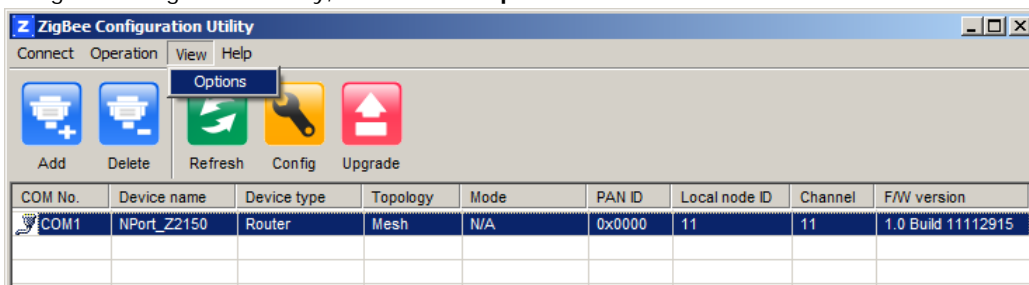 Z ZigBee Configuration Utility
Connect Operation View Help
Options
Add Delete Refresh Config Upgrade
COM No. Device name Device type Topology Mode PAN ID Local node ID Channel F/W version
COM1 NPort_Z2150 Router Mesh N/A 0x0000 11 11 1.0 Build 11112915